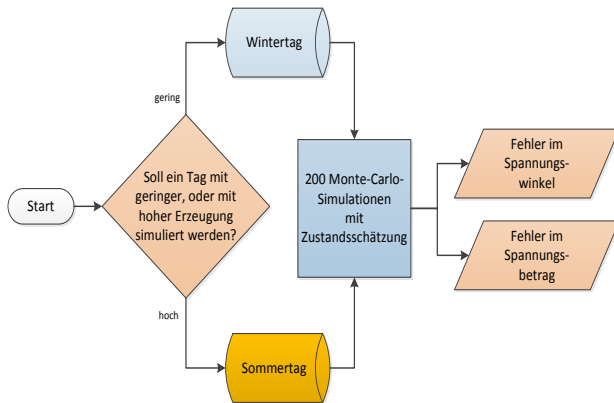 Wintertag
gering
Soll ein Tag mit
geringer, oder mit
hoher Erzeugung
simuliert werden?
Start
200 Monte-Carlo-
Simulationen
mit
Zustandsschätzung
Fehler im
Spannungs-
winkel
Fehler im
Spannungs-
betrag
hoch
Sommertag